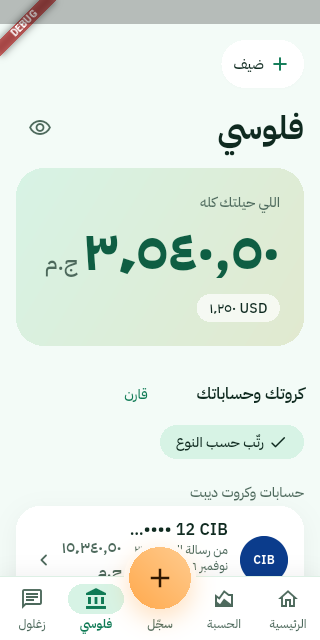 DEBUG
ضيف
فلوسي
اللي حيلتك كله
٣,٥٤٠,٥٠ ج.م
١,٢٥٠ USD
كروتك وحساباتك
قارن
رتّب حسب النوع
حسابات وكروت ديبت
CIB
12 CIB ••••...
من رسالة
نوفمبر
١٥,٣٤٠,٥٠
ج.م
الرئيسية
الحسبة
سجّل
فلوسي
زغلول